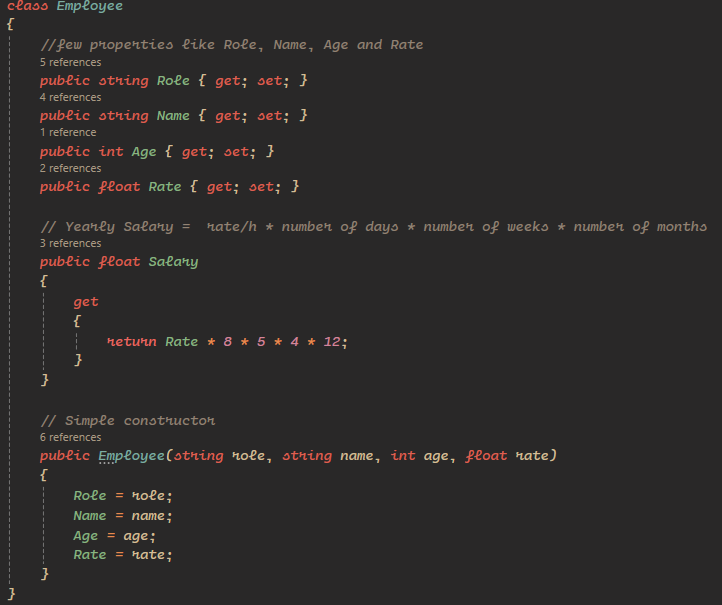 class Employee
{
//few properties like Role, Name, Age and Rate
5 references
public string Role { get; set; }
4 references
public string Name { get; set; }
1 reference
public int Age { get; set; }
2 references
public float Rate { get; set; }
// Yearly Salary =  rate/h * number of days * number of weeks * number of months
3 references
public float Salary
{
get
{
return Rate * 8 * 5 * 4 * 12;
}
}
// Simple constructor
6 references
public Employee(string role, string name, int age, float rate)
{
Role = role;
Name = name;
Age = age;
Rate = rate;
}
}